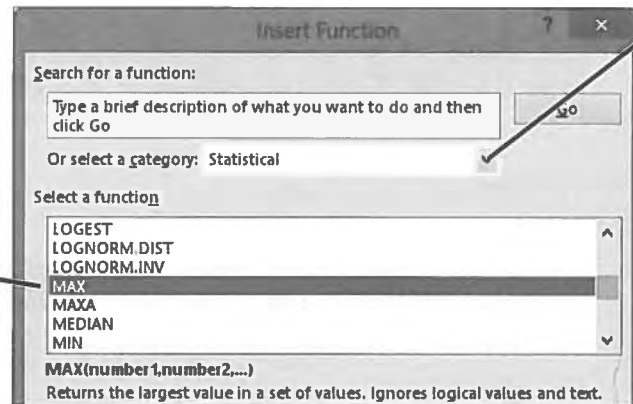 Insert Function ? ×
Search for a function:
Type a brief description of what you want to do and then
click Go
Go
Or select a category: Statistical
Select a function
LOGEST
LOGNORM.DIST
LOGNORM.INV
MAX
MAXA
MEDIAN
MIN
MAX(number1,number2,...)
Returns the largest value in a set of values. Ignores logical values and text.